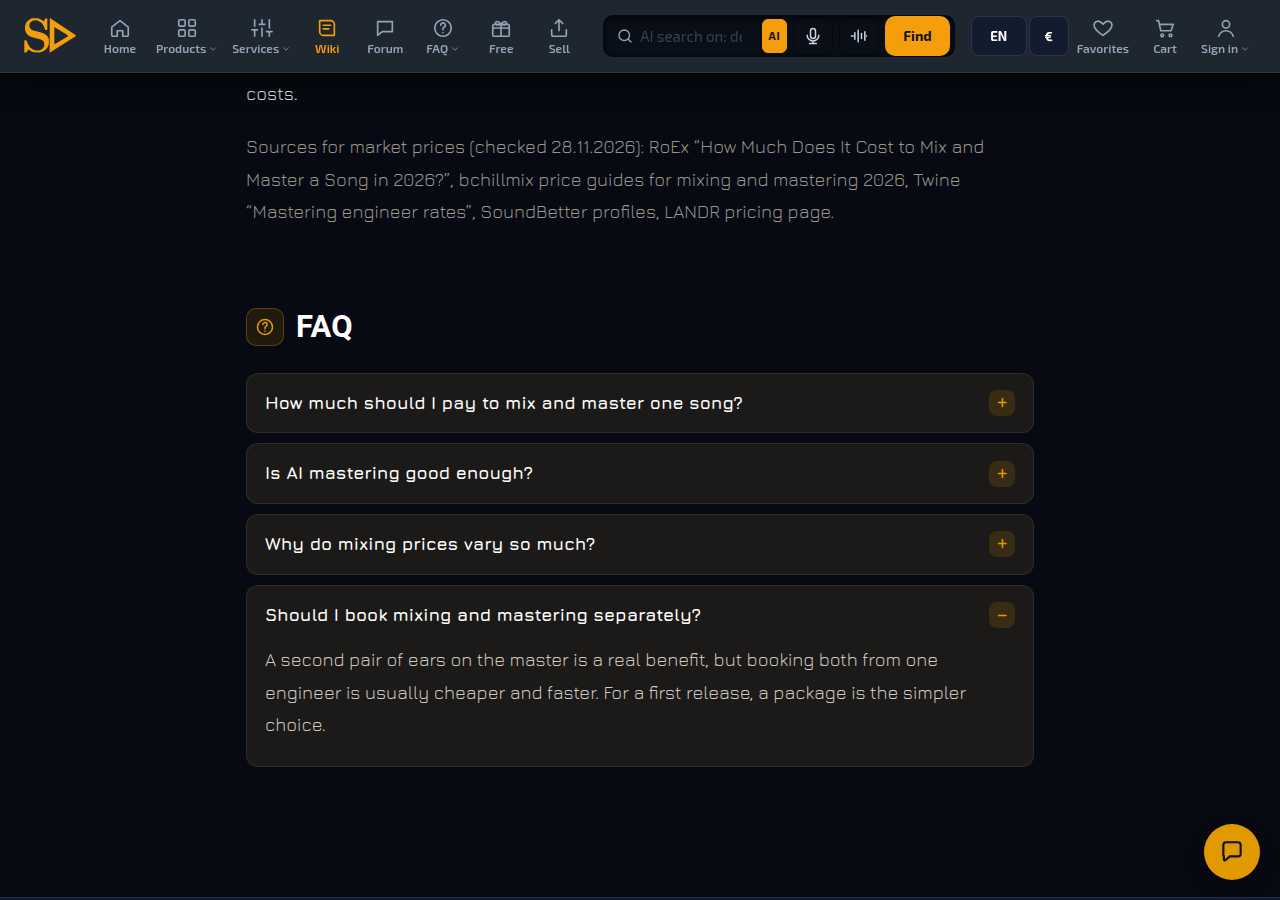 SD
Home
Products
Services
Wiki
Forum
FAQ
Free
Sell
AI search on:
AI
Find
EN
€
Favorites
Cart
Sign in
costs.
Sources for market prices (checked 28.11.2026): RoEx “How Much Does It Cost to Mix and
Master a Song in 2026?”, bchillmix price guides for mixing and mastering 2026, Twine
“Mastering engineer rates”, SoundBetter profiles, LANDR pricing page.
FAQ
How much should I pay to mix and master one song?
+
Is AI mastering good enough?
+
Why do mixing prices vary so much?
+
Should I book mixing and mastering separately?
−
A second pair of ears on the master is a real benefit, but booking both from one
engineer is usually cheaper and faster. For a first release, a package is the simpler
choice.